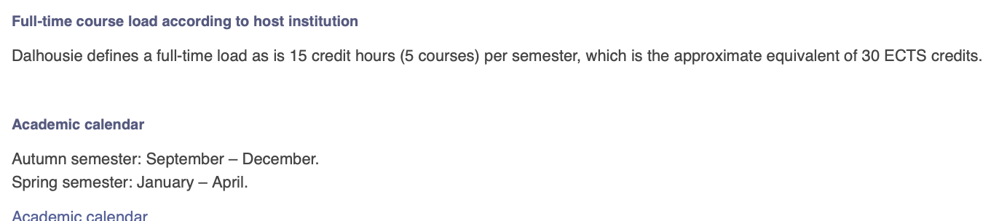 Full-time course load according to host institution
Dalhousie defines a full-time load as is 15 credit hours (5 courses) per semester, which is the approximate equivalent of 30 ECTS credits.
Academic calendar
Autumn semester: September – December.
Spring semester: January – April.
Academic calendar